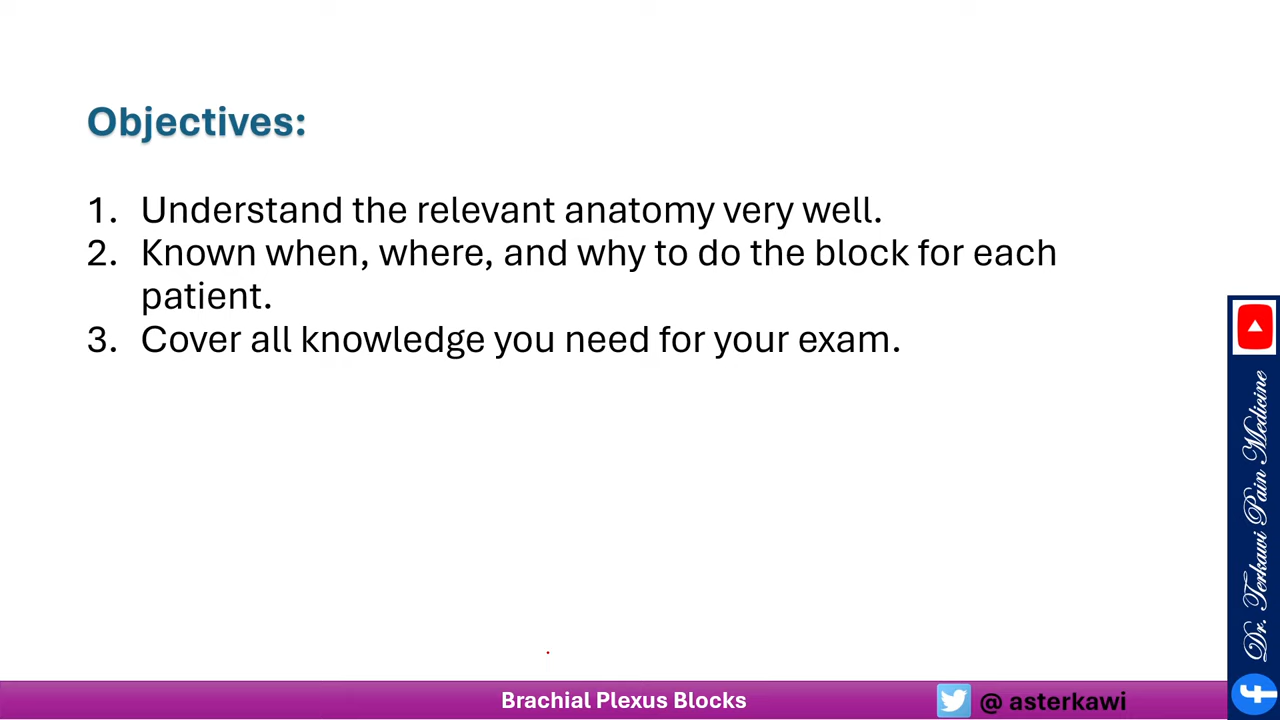 Objectives:
1. Understand the relevant anatomy very well.
2. Known when, where, and why to do the block for each
patient.
3. Cover all knowledge you need for your exam.
Dr. Terkawi Pain Medicine
Brachial Plexus Blocks
@ asterkawi